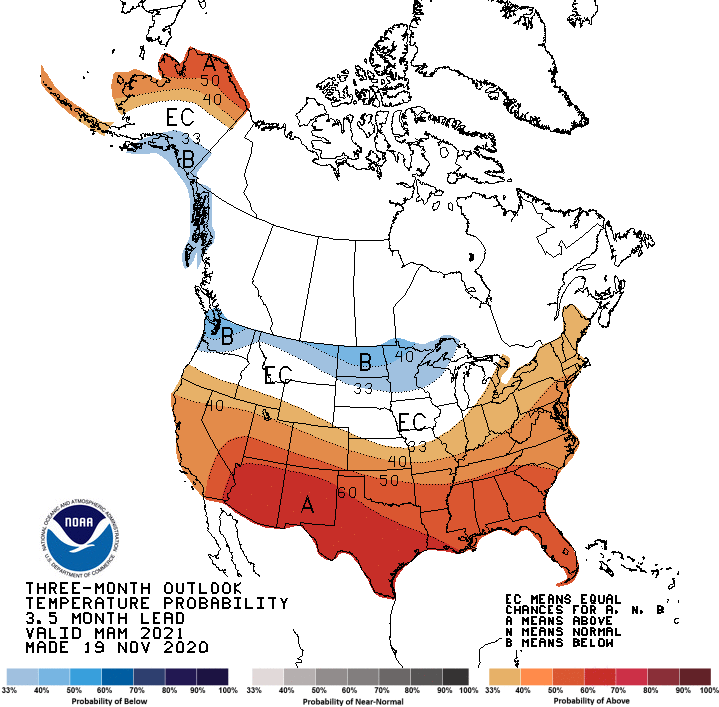 A
50
40
EC
33
B
B
B
40
EC
33
40
EC
33
40
50
60
A
NATIONAL OCEANIC AND ATMOSPHERIC ADMINISTRATION
NOAA
U.S. DEPARTMENT OF COMMERCE
THREE-MONTH OUTLOOK
TEMPERATURE PROBABILITY
3.5 MONTH LEAD
VALID MAM 2021
MADE 19 NOV 2020
EC MEANS EQUAL
CHANCES FOR A, N, B
A MEANS ABOVE
N MEANS NORMAL
B MEANS BELOW
33% 40% 50% 60% 70% 80% 90% 100%
Probability of Below
33% 40% 50% 60% 70% 80% 90% 100%
Probability of Near-Normal
33% 40% 50% 60% 70% 80% 90% 100%
Probability of Above